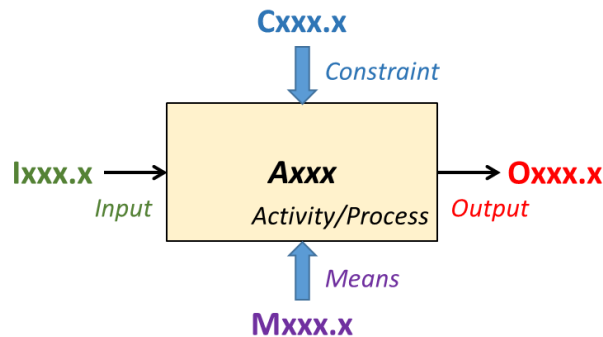 Cxxx.x
Constraint
Ixxx.x
Axxx
Oxxx.x
Input
Activity/Process
Output
Means
Mxxx.x